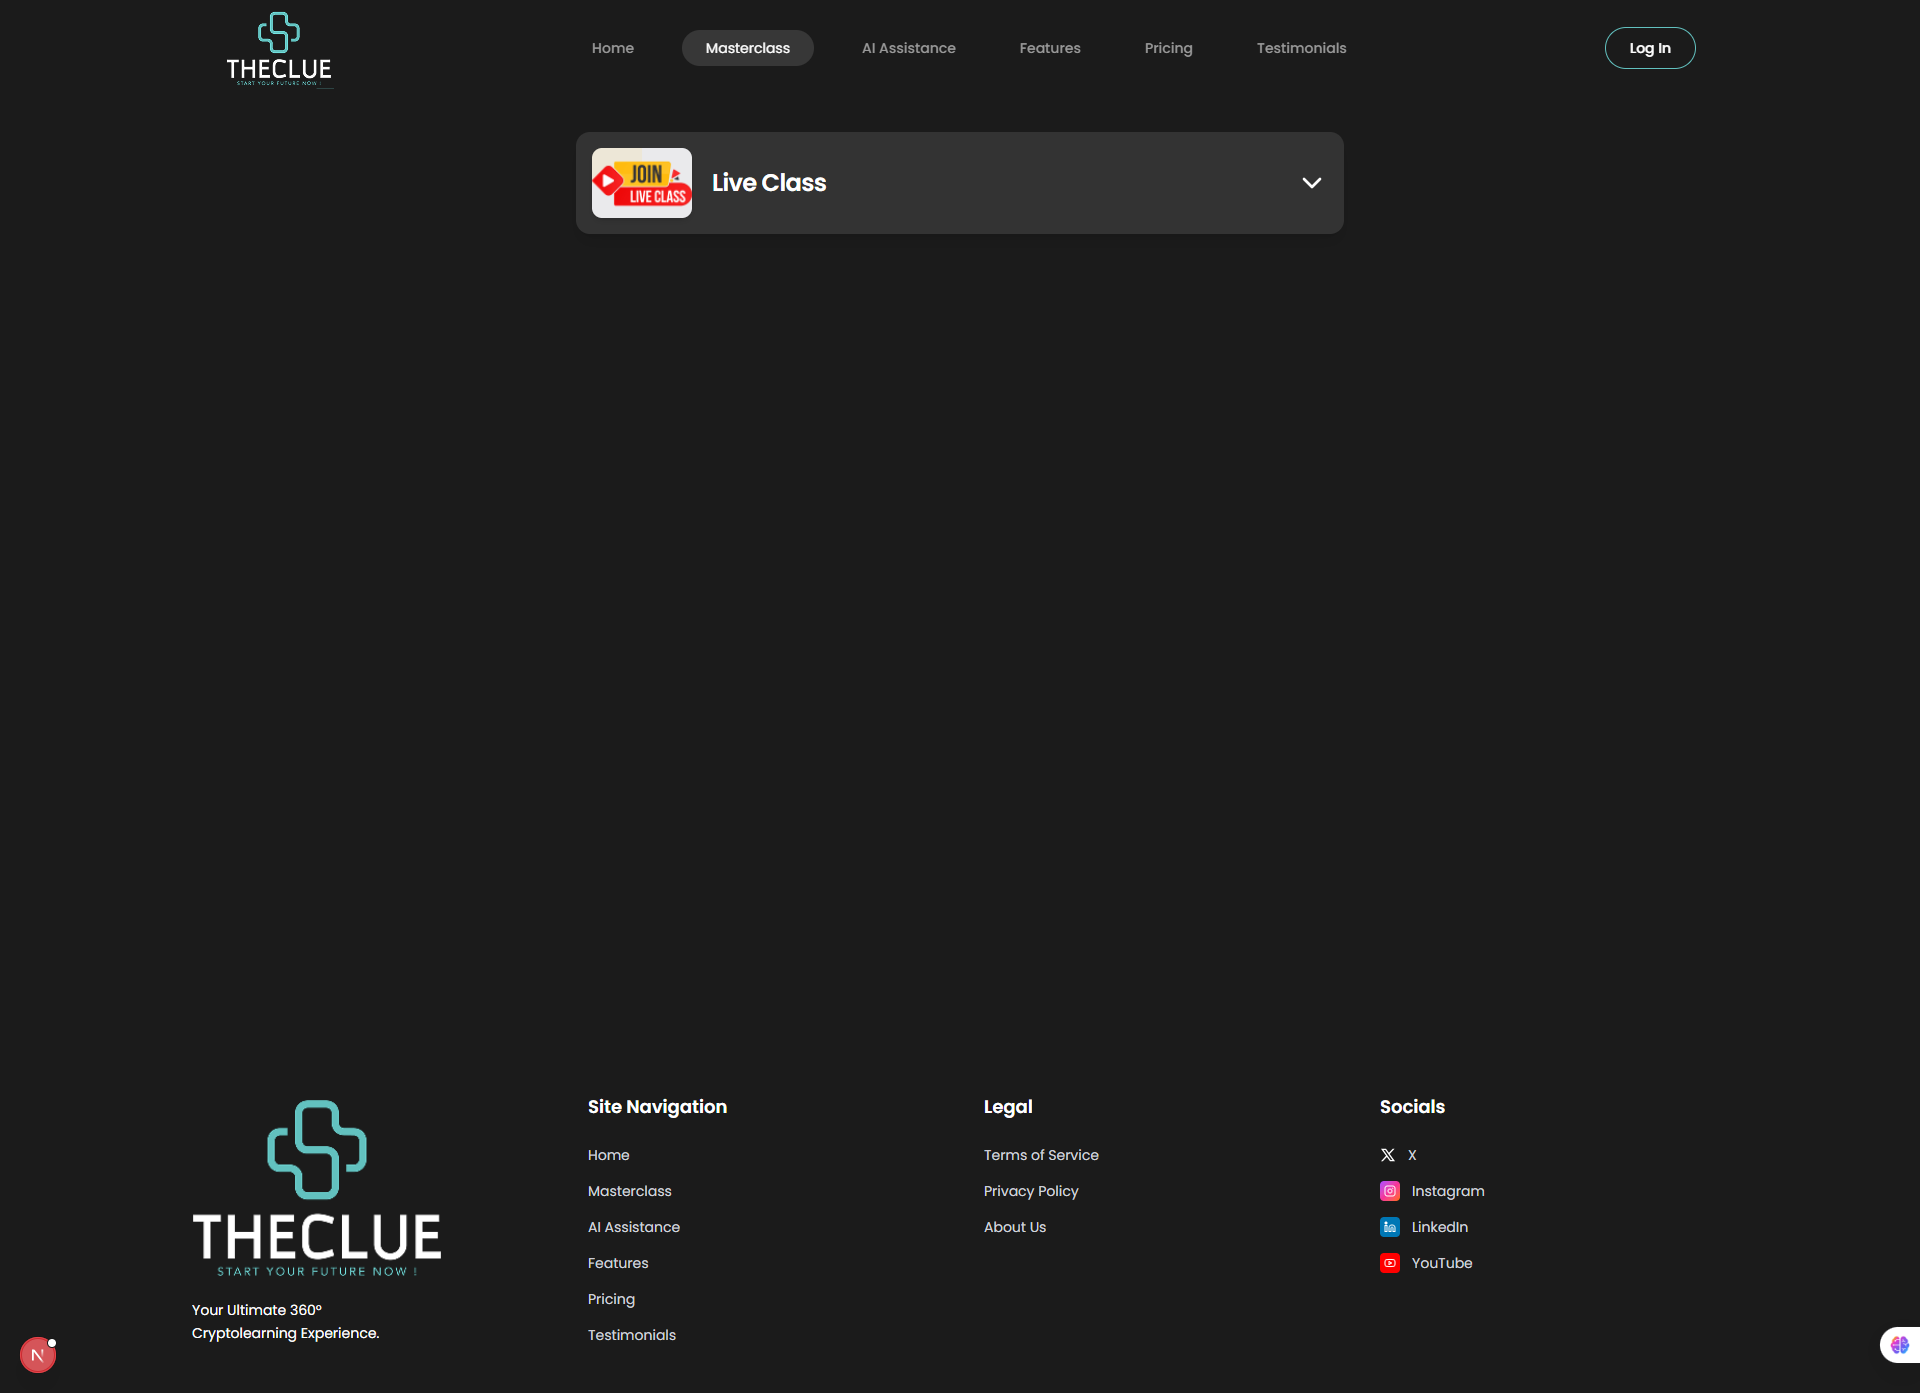 THECLUE
START YOUR FUTURE NOW !
Home
Masterclass
AI Assistance
Features
Pricing
Testimonials
Log In
JOIN
LIVE CLASS
Live Class
THECLUE
START YOUR FUTURE NOW !
Your Ultimate 360°
Cryptolearning Experience.
Site Navigation
Home
Masterclass
AI Assistance
Features
Pricing
Testimonials
Legal
Terms of Service
Privacy Policy
About Us
Socials
X
Instagram
LinkedIn
YouTube
N